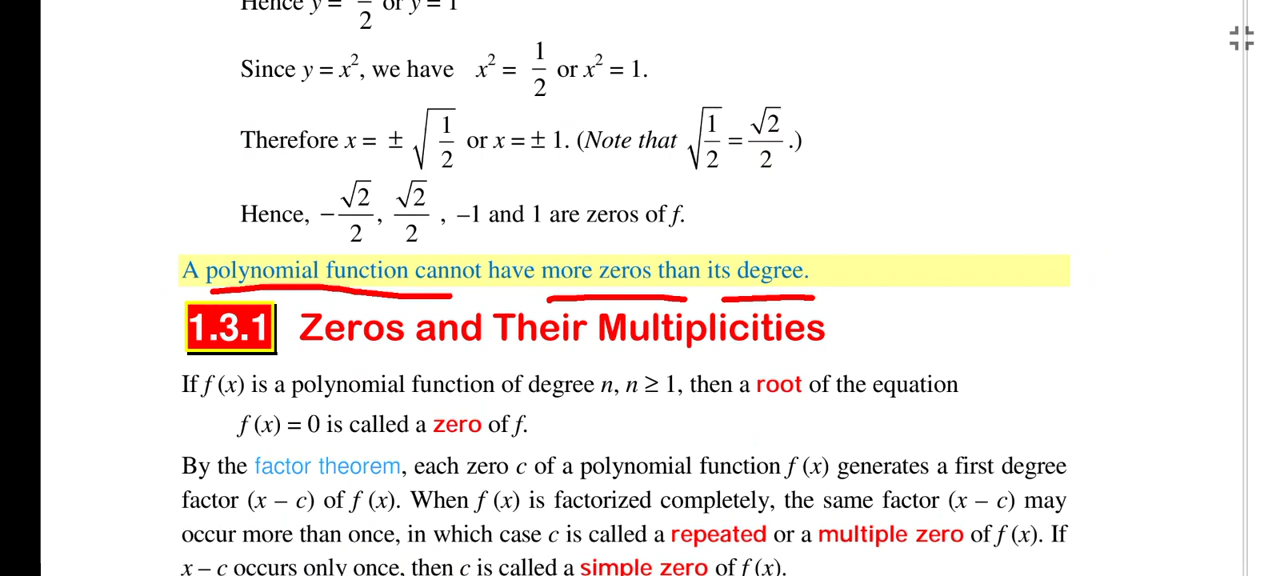 Hence y = 1/2 or y = 1
Since y = x², we have x² = 1/2 or x² = 1.
Therefore x = ± √(1/2) or x = ± 1. (Note that √(1/2) = √2/2.)
Hence, −√2/2, √2/2, –1 and 1 are zeros of f.
A polynomial function cannot have more zeros than its degree.
1.3.1 Zeros and Their Multiplicities
If f (x) is a polynomial function of degree n, n ≥ 1, then a root of the equation
f (x) = 0 is called a zero of f.
By the factor theorem, each zero c of a polynomial function f (x) generates a first degree
factor (x – c) of f (x). When f (x) is factorized completely, the same factor (x – c) may
occur more than once, in which case c is called a repeated or a multiple zero of f (x). If
x – c occurs only once, then c is called a simple zero of f (x).